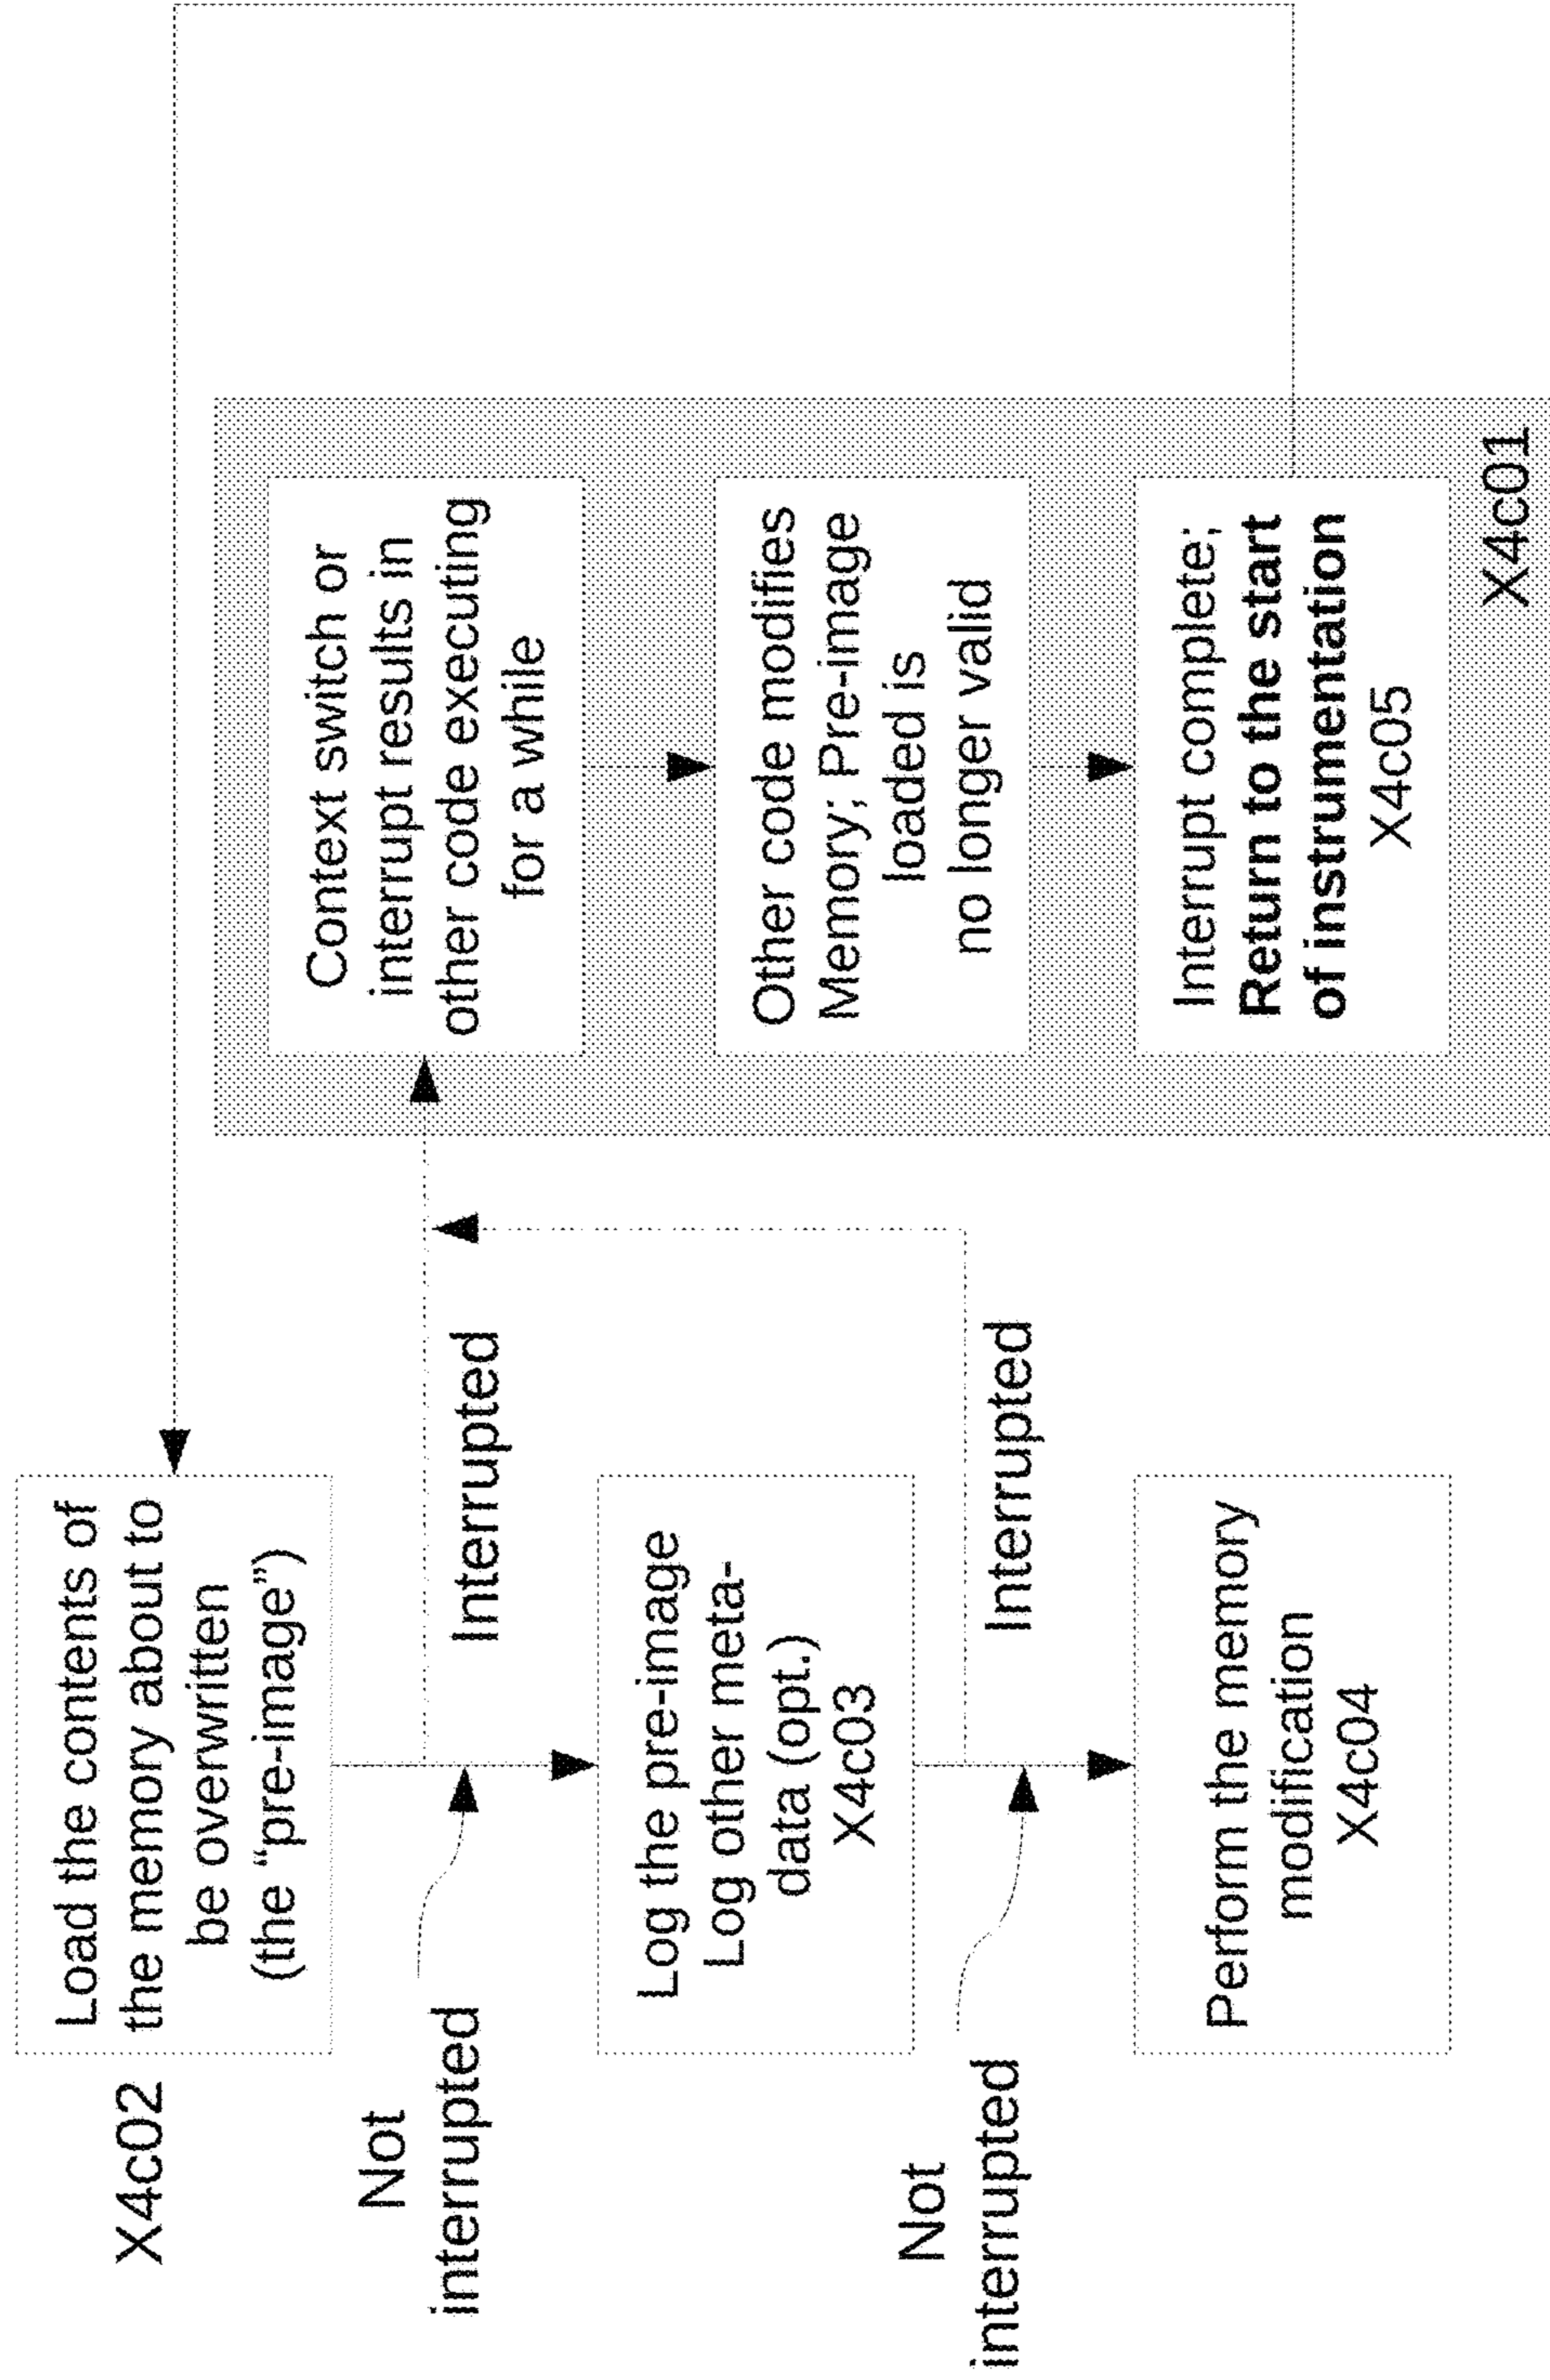 X4c02
Load the contents of
the memory about to
be overwritten
(the “pre-image”)
Not
interrupted
Interrupted
Log the pre-image
Log other meta-
data (opt.)
X4c03
Not
interrupted
Interrupted
Perform the memory
modification
X4c04
Context switch or
interrupt results in
other code executing
for a while
Other code modifies
Memory; Pre-image
loaded is
no longer valid
Interrupt complete;
Return to the start
of instrumentation
X4c05
X4c01